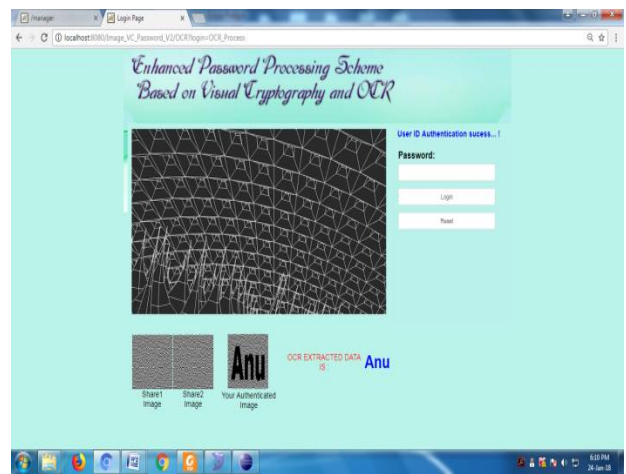 /manager
Login Page
localhost:8080/Image_VC_Password_V2/OCR?login=OCR_Process
Enhanced Password Processing Scheme
Based on Visual Cryptography and OCR
User ID Authentication sucess... !
Password:
Login
Reset
Anu
OCR EXTRACTED DATA
IS :
Anu
Share1
Image
Share2
Image
Your Authenticated
Image
6:10 PM
24-Jan-18